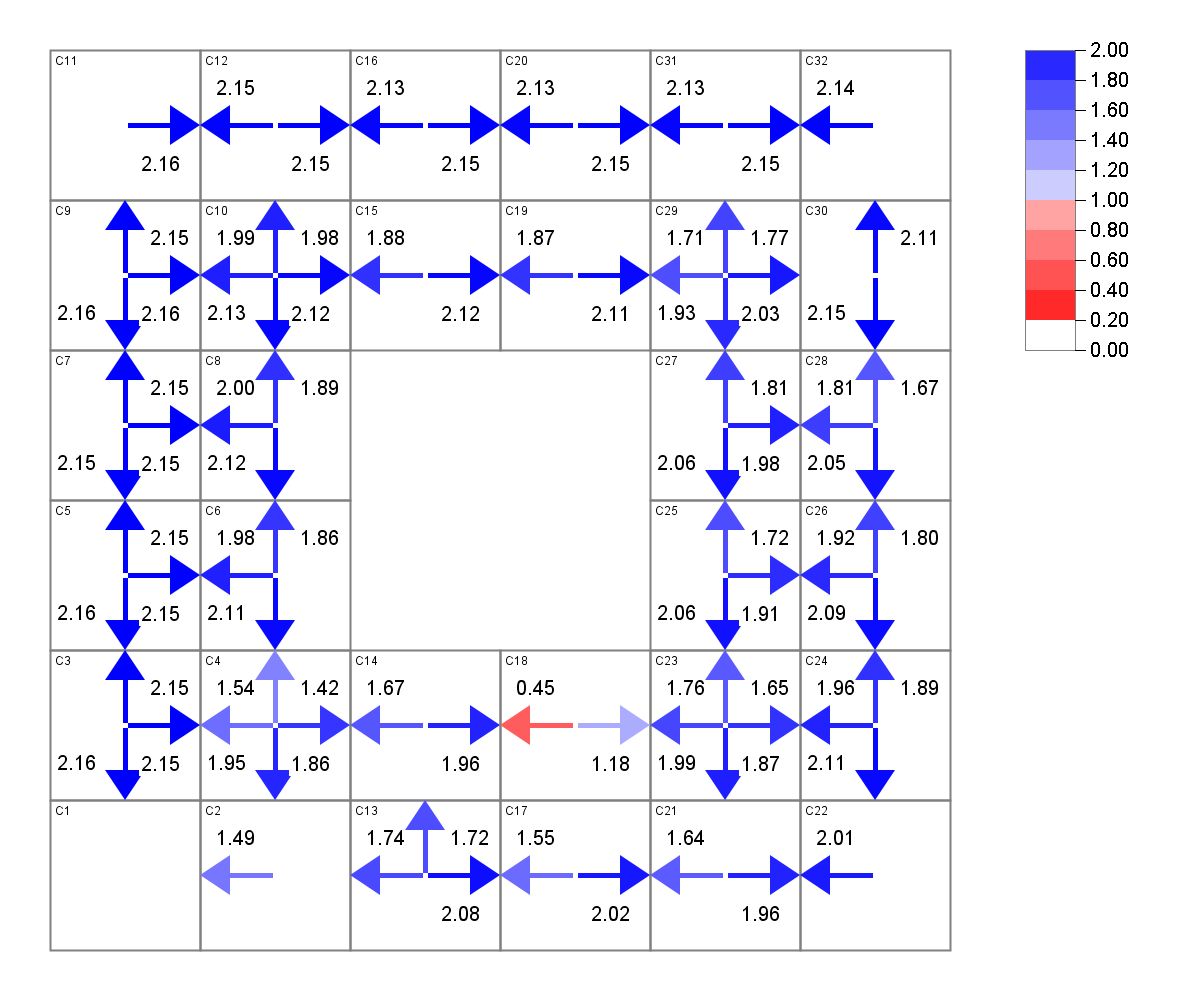 C11 C12 C16 C20 C31 C32 2.00
2.15 2.13 2.13 2.13 2.14 1.80
1.60
1.40
2.16 2.15 2.15 2.15 2.15 1.20
1.00
C9 C10 C15 C19 C29 C30 0.80
2.15 1.99 1.98 1.88 1.87 1.71 1.77 2.11 0.60
0.40
2.16 2.16 2.13 2.12 2.12 2.11 1.93 2.03 2.15 0.20
0.00
C7 C8 C27 C28
2.15 2.00 1.89 1.81 1.81 1.67
2.15 2.15 2.12 2.06 1.98 2.05
C5 C6 C25 C26
2.15 1.98 1.86 1.72 1.92 1.80
2.16 2.15 2.11 2.06 1.91 2.09
C3 C4 C14 C18 C23 C24
2.15 1.54 1.42 1.67 0.45 1.76 1.65 1.96 1.89
2.16 2.15 1.95 1.86 1.96 1.18 1.99 1.87 2.11
C1 C2 C13 C17 C21 C22
1.49 1.74 1.72 1.55 1.64 2.01
2.08 2.02 1.96